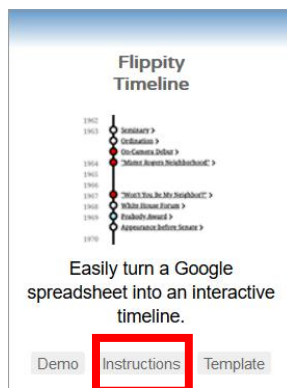 Flippity
Timeline
1962
1963
Seminary >
Ordination >
On-Camera Debut >
1964
"Mister Rogers Neighborhood" >
1965
1966
1967
"Won't You Be My Neighbor?" >
1968
White House Forum >
1969
Peabody Award >
Appearance before Senate >
1970
Easily turn a Google
spreadsheet into an interactive
timeline.
Demo Instructions Template